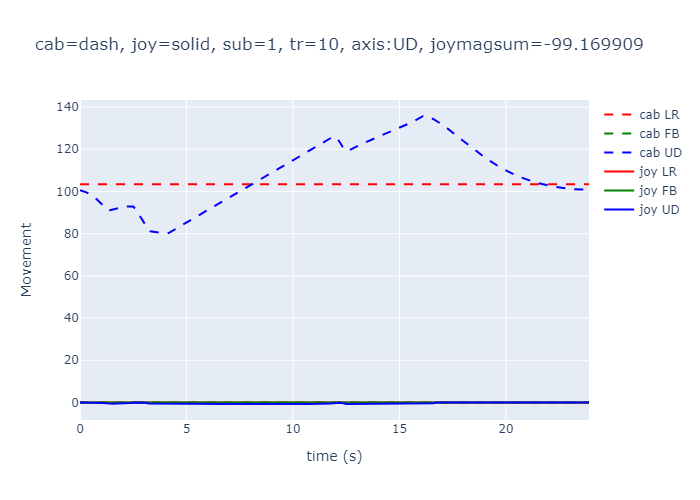 cab=dash, joy=solid, sub=1, tr=10, axis:UD, joymagsum=-99.169909
140
120
100
80
60
40
20
0
Movement
0
5
10
15
20
time (s)
cab LR
cab FB
cab UD
joy LR
joy FB
joy UD